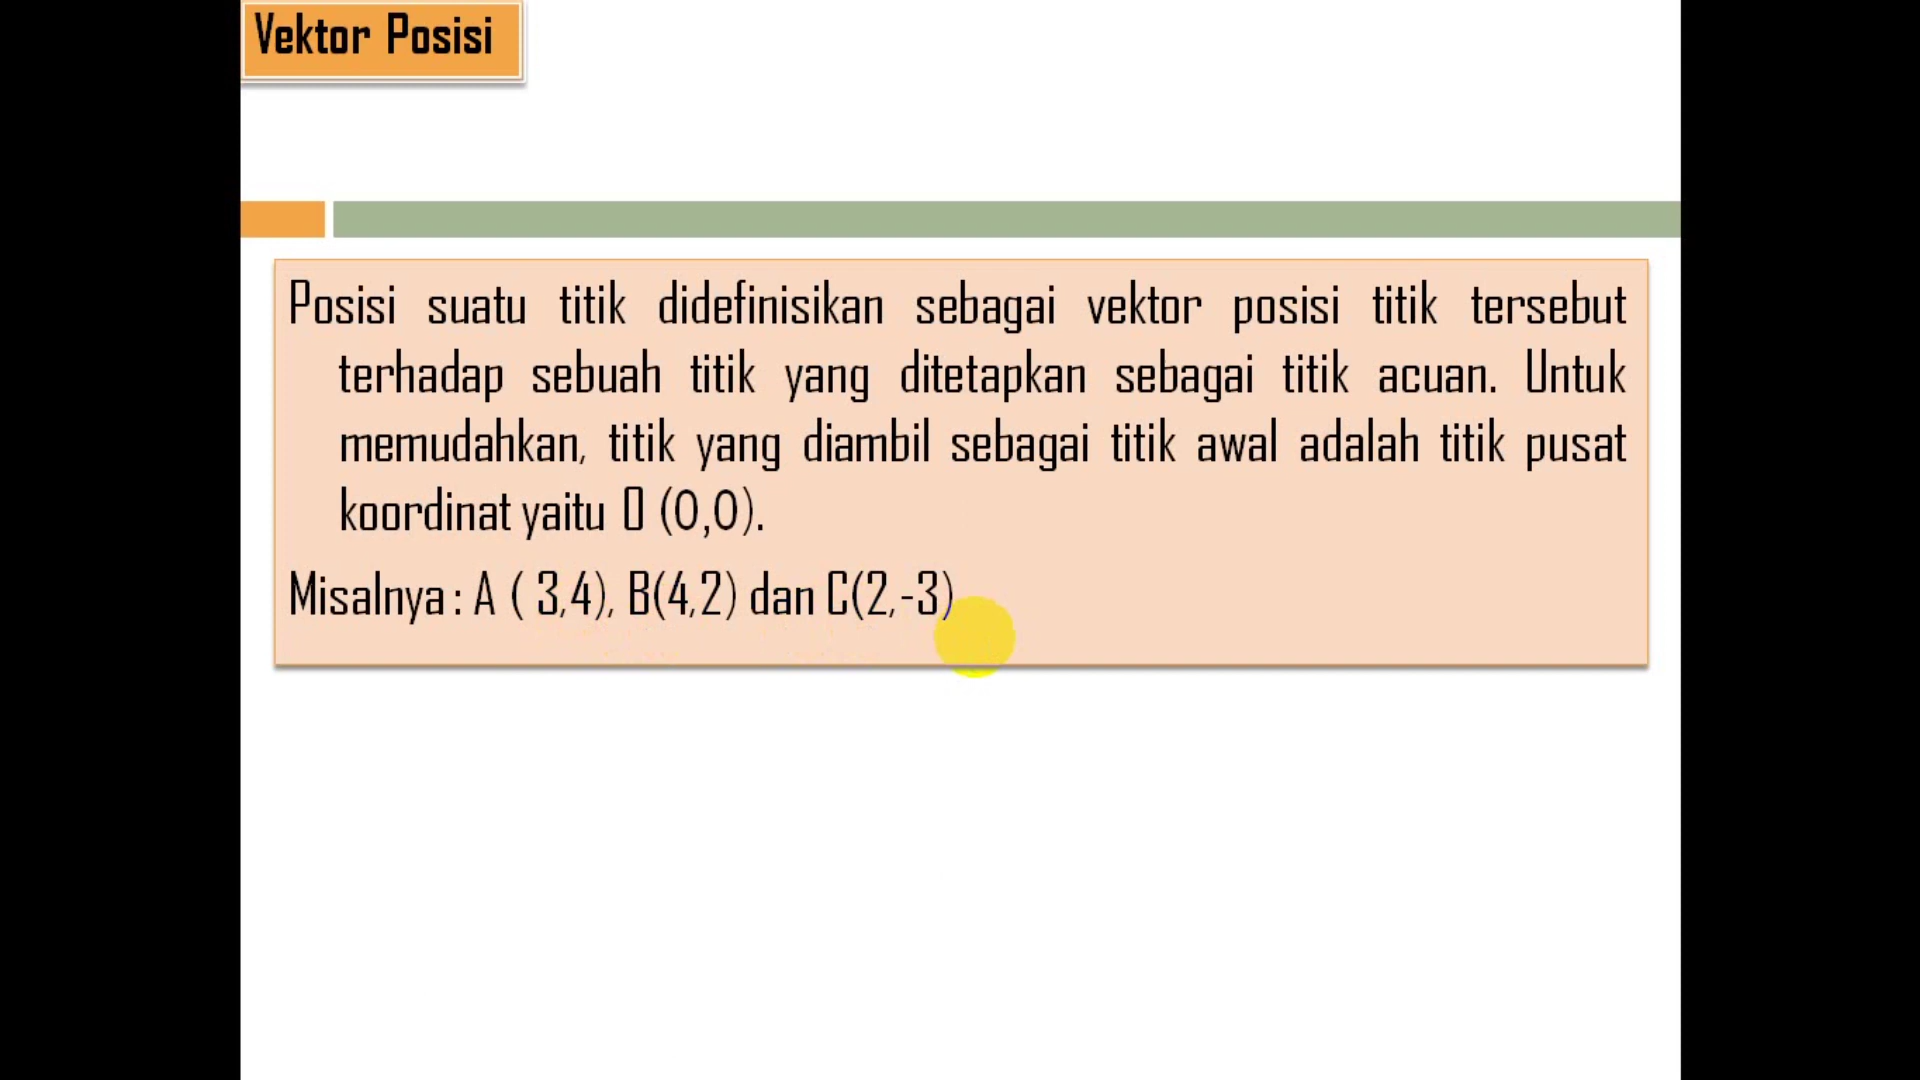 Vektor Posisi
Posisi suatu titik didefinisikan sebagai vektor posisi titik tersebut
terhadap sebuah titik yang ditetapkan sebagai titik acuan. Untuk
memudahkan, titik yang diambil sebagai titik awal adalah titik pusat
koordinat yaitu O (0,0).
Misalnya : A ( 3,4), B(4,2) dan C(2,-3)